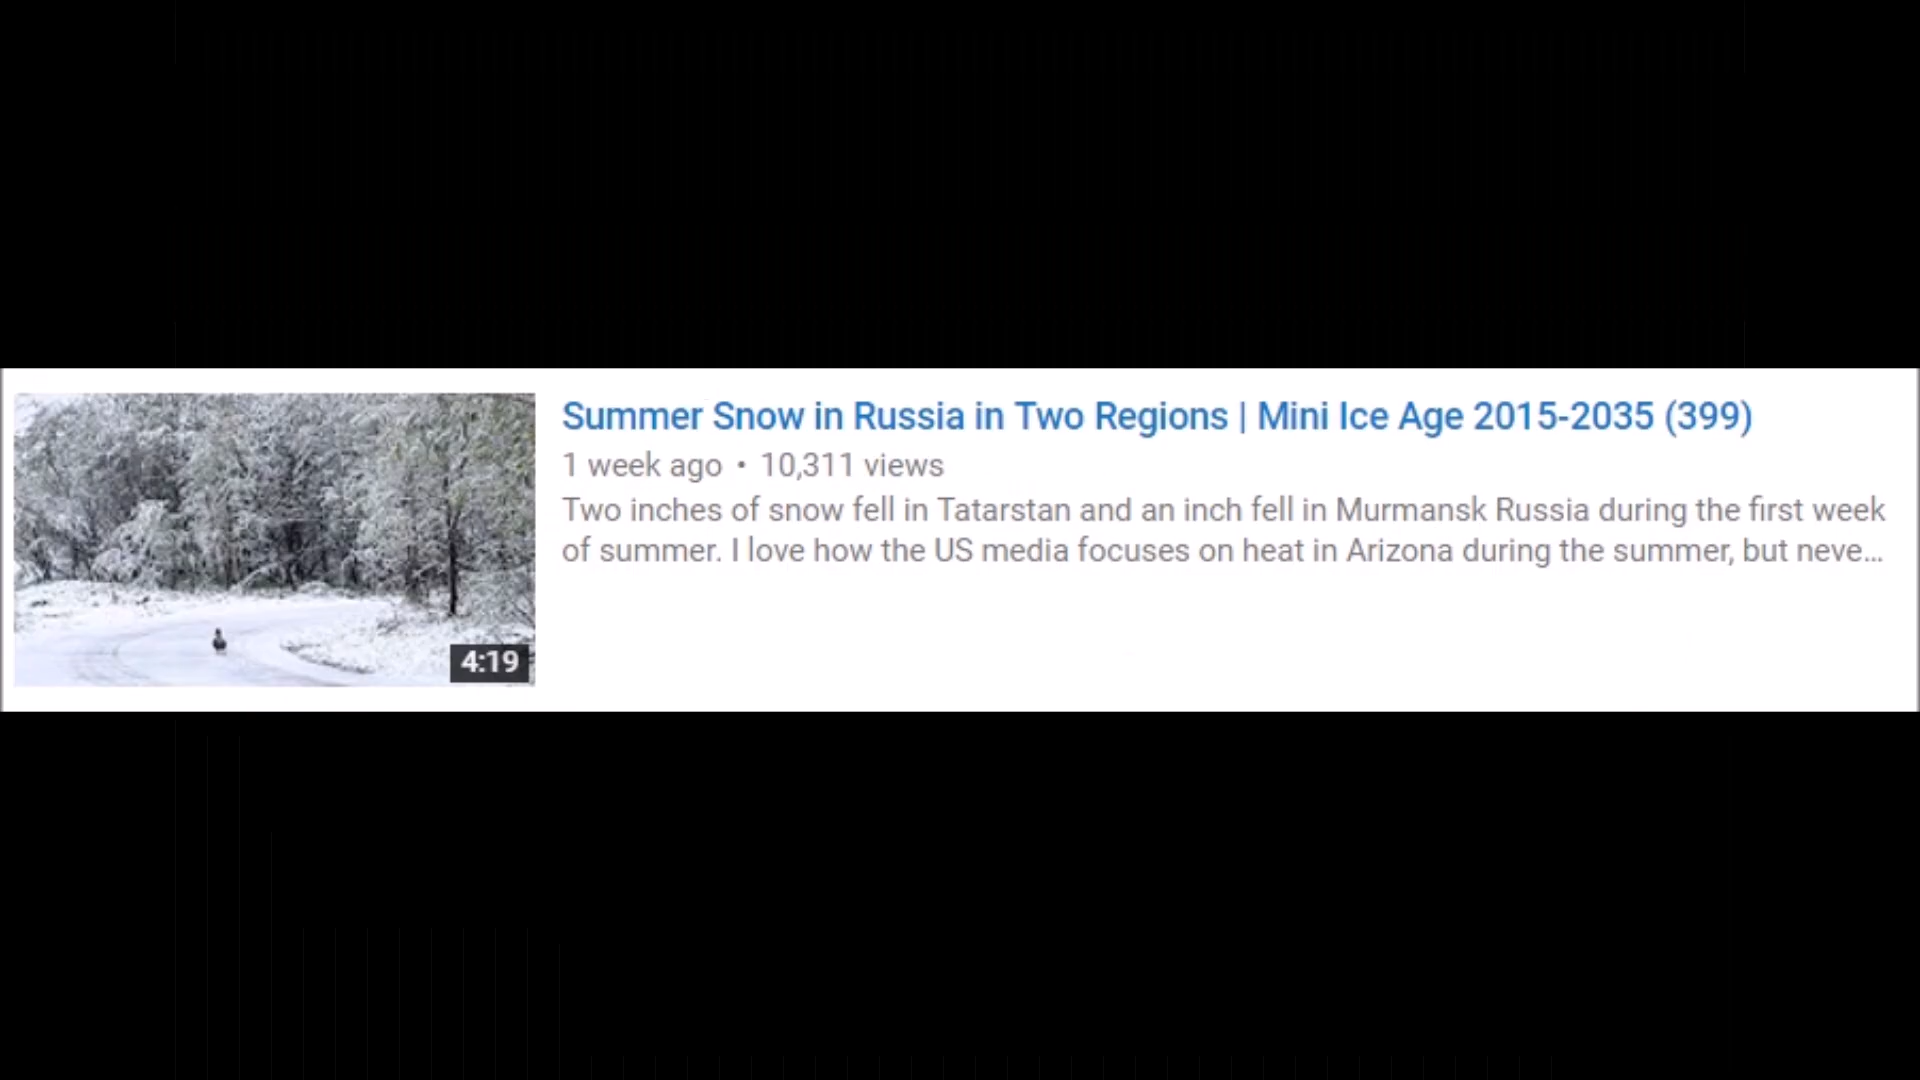 Summer Snow in Russia in Two Regions | Mini Ice Age 2015-2035 (399)
1 week ago • 10,311 views
Two inches of snow fell in Tatarstan and an inch fell in Murmansk Russia during the first week
of summer. I love how the US media focuses on heat in Arizona during the summer, but neve...
4:19